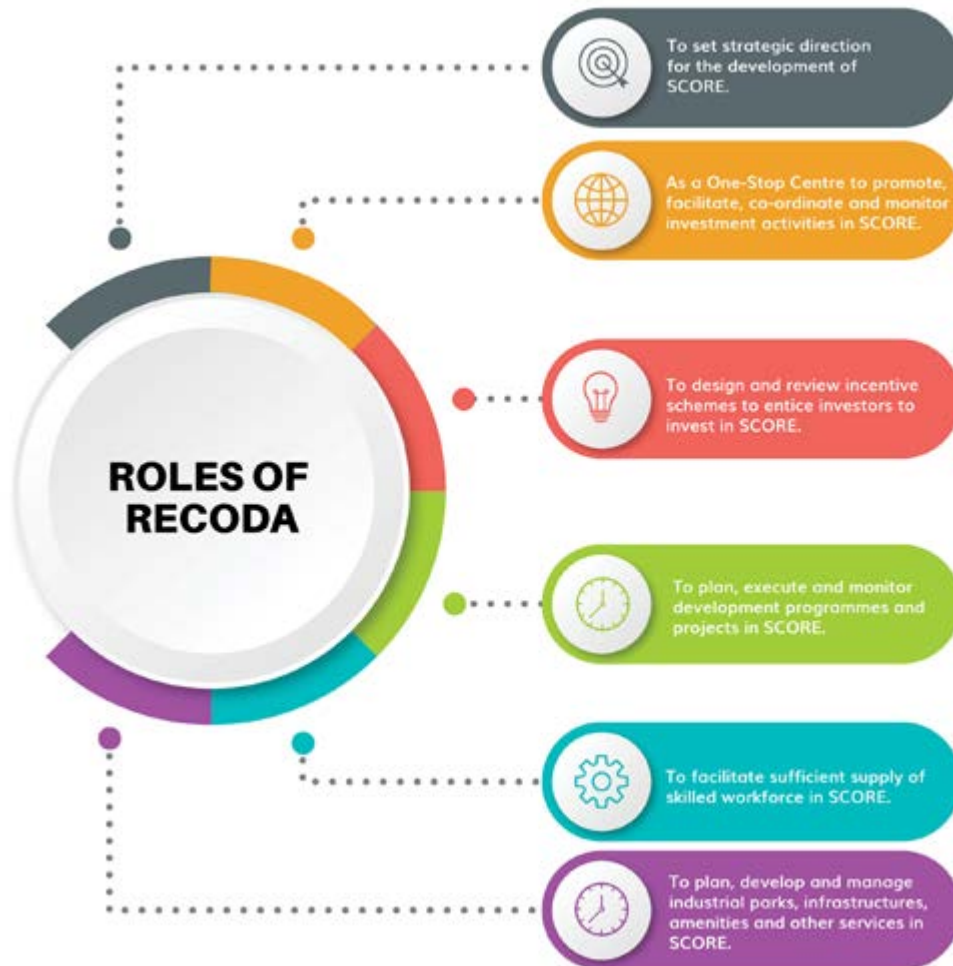 To set strategic direction
for the development of
SCORE.
As a One-Stop Centre to promote,
facilitate, co-ordinate and monitor
investment activities in SCORE.
To design and review incentive
schemes to entice investors to
invest in SCORE.
ROLES OF
RECODA
To plan, execute and monitor
development programmes and
projects in SCORE.
To facilitate sufficient supply of
skilled workforce in SCORE.
To plan, develop and manage
industrial parks, infrastructures,
amenities and other services in
SCORE.